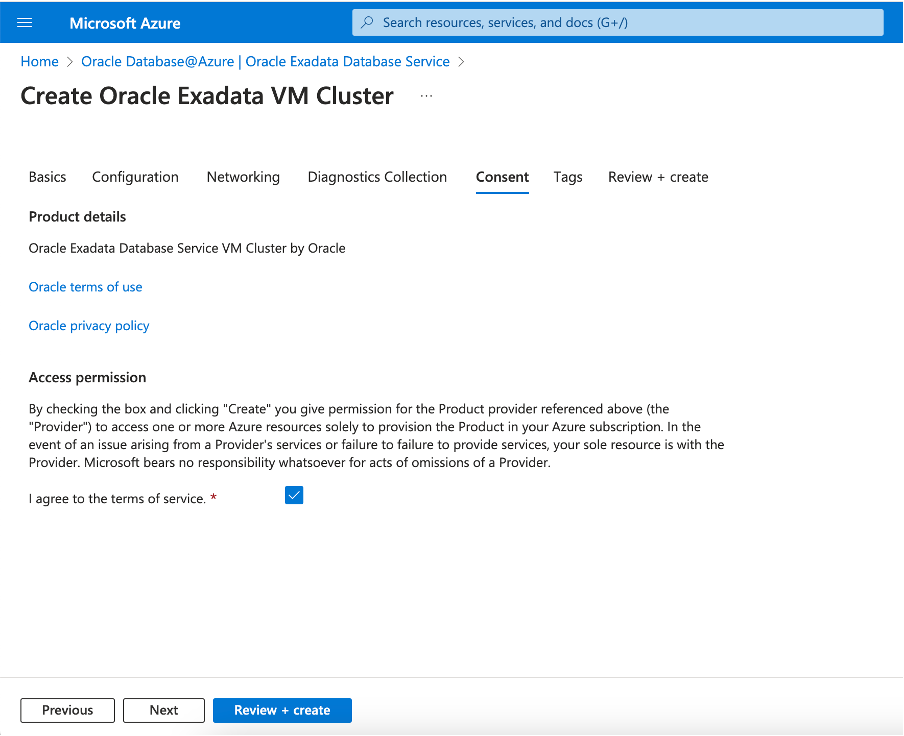 Microsoft Azure
Search resources, services, and docs (G+/)
Home > Oracle Database@Azure | Oracle Exadata Database Service >
Create Oracle Exadata VM Cluster ...
Basics Configuration Networking Diagnostics Collection Consent Tags Review + create
Product details
Oracle Exadata Database Service VM Cluster by Oracle
Oracle terms of use
Oracle privacy policy
Access permission
By checking the box and clicking "Create" you give permission for the Product provider referenced above (the
"Provider") to access one or more Azure resources solely to provision the Product in your Azure subscription. In the
event of an issue arising from a Provider's services or failure to failure to provide services, your sole resource is with the
Provider. Microsoft bears no responsibility whatsoever for acts of omissions of a Provider.
I agree to the terms of service. *
Previous Next Review + create